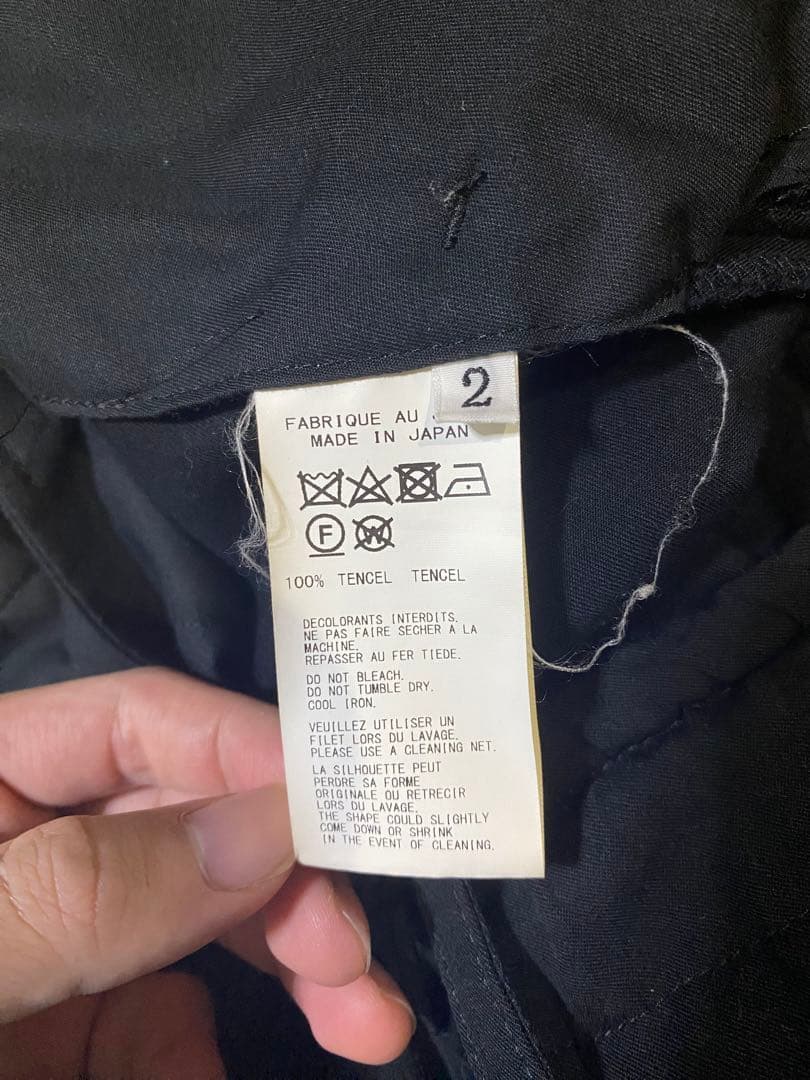 2
FABRIQUE AU
MADE IN JAPAN
F
W
100% TENCEL TENCEL
DECOLORANTS INTERDITS.
NE PAS FAIRE SECHER A LA
MACHINE.
REPASSER AU FER TIEDE.
DO NOT BLEACH.
DO NOT TUMBLE DRY.
COOL IRON.
VEUILLEZ UTILISER UN
FILET LORS DU LAVAGE.
PLEASE USE A CLEANING NET.
LA SILHOUETTE PEUT
PERDRE SA FORME
ORIGINALE OU RETRECIR
LORS DU LAVAGE.
THE SHAPE COULD SLIGHTLY
COME DOWN OR SHRINK
IN THE EVENT OF CLEANING.